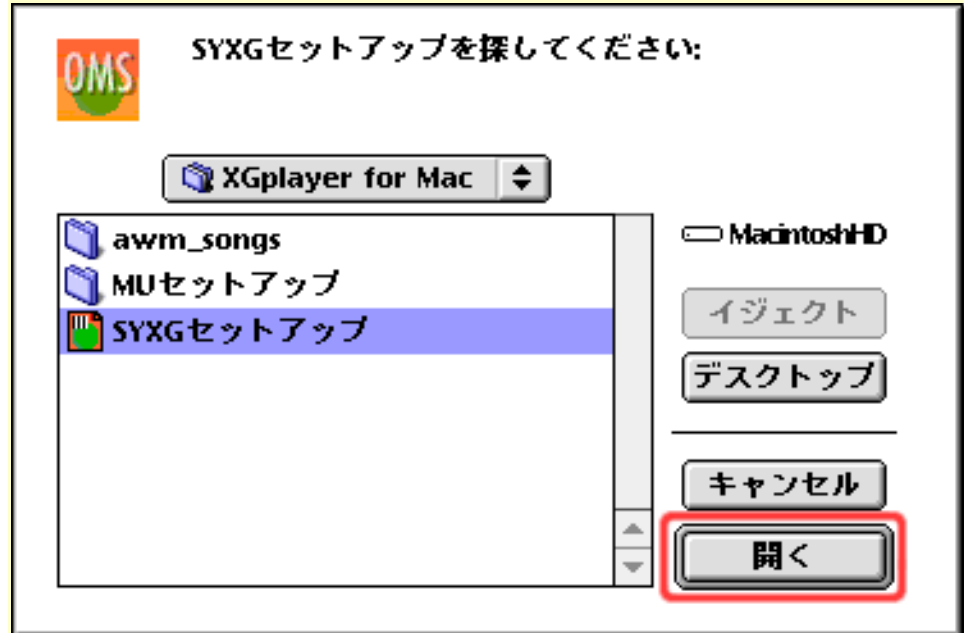 OMS
SYXGセットアップを探してください:
XGplayer for Mac
awm_songs
MUセットアップ
SYXGセットアップ
MacintoshHD
イジェクト
デスクトップ
キャンセル
開く